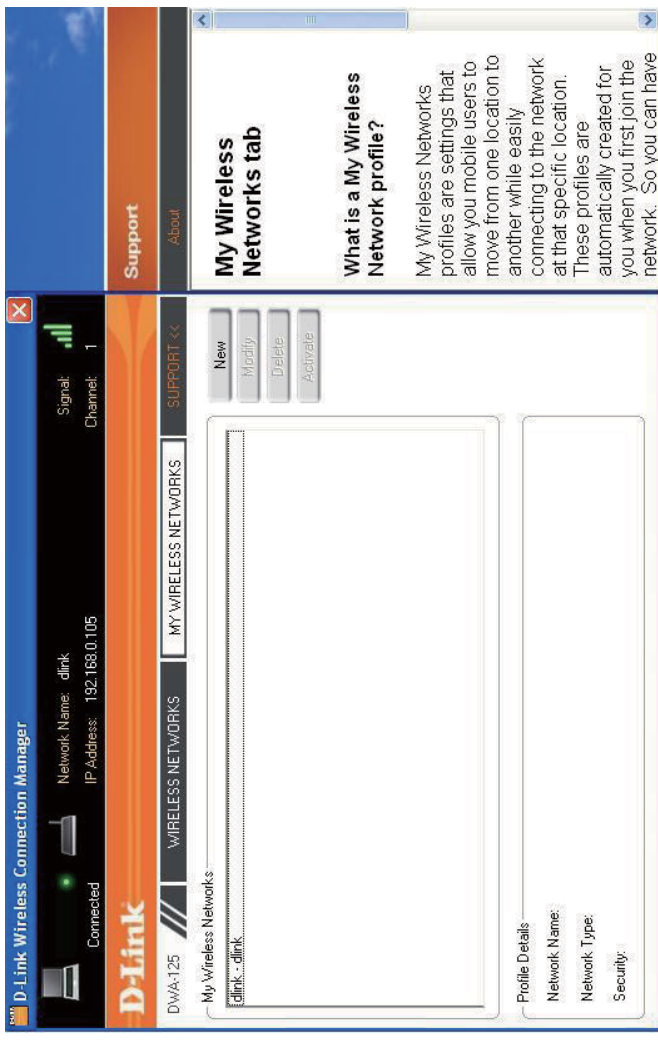 D-Link Wireless Connection Manager
Connected
Network Name: dlink
IP Address: 192.168.0.105
Signal:
Channel: 1
D-Link
Support
DWA-125
WIRELESS NETWORKS
MY WIRELESS NETWORKS
SUPPORT <<
About
My Wireless Networks
dlink - dlink
New
Modify
Delete
Activate
Profile Details
Network Name:
Network Type:
Security:
My Wireless
Networks tab
What is a My Wireless
Network profile?
My Wireless Networks
profiles are settings that
allow you mobile users to
move from one location to
another while easily
connecting to the network
at that specific location.
These profiles are
automatically created for
you when you first join the
network. So you can have